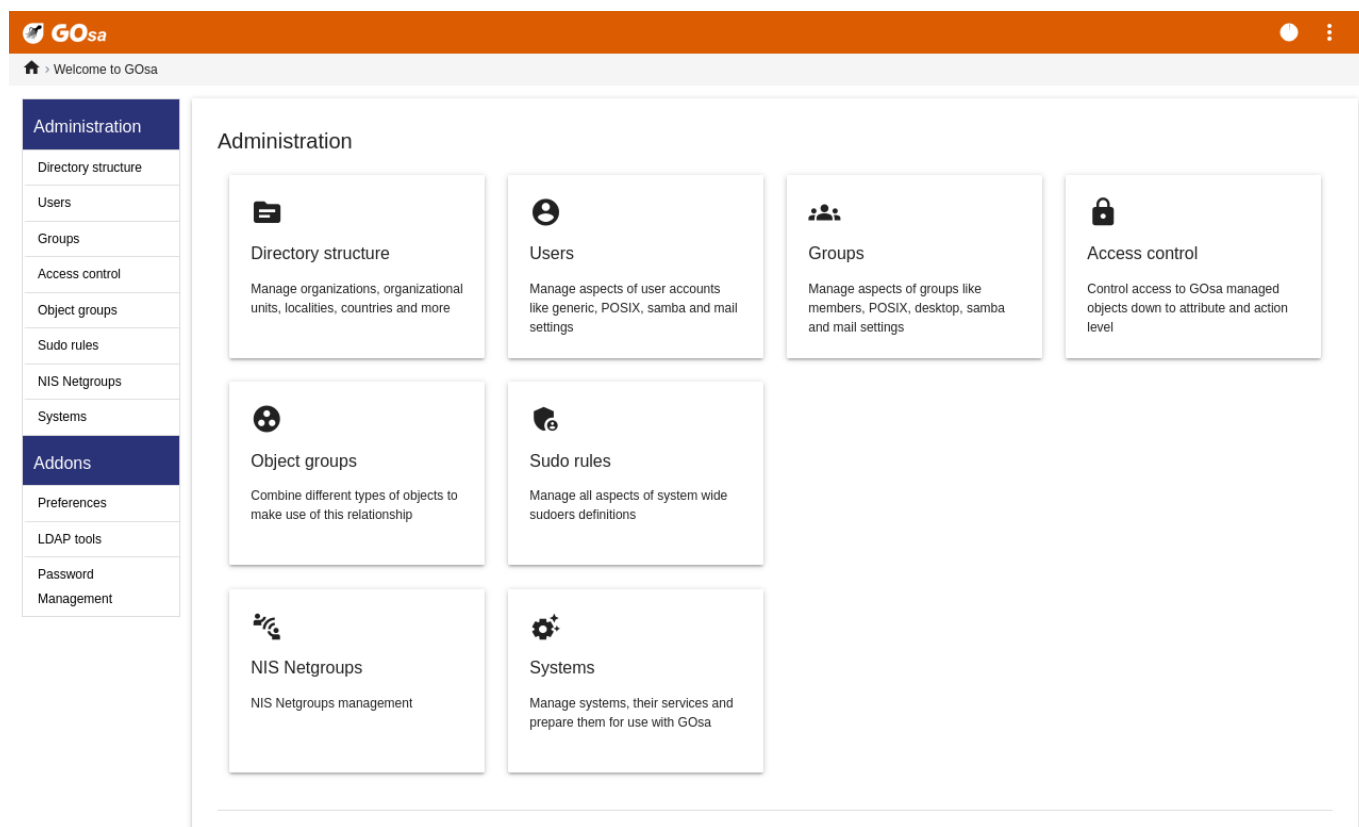 GOsa
› Welcome to GOsa
Administration
Directory structure
Users
Groups
Access control
Object groups
Sudo rules
NIS Netgroups
Systems
Addons
Preferences
LDAP tools
Password
Management
Administration
Directory structure
Manage organizations, organizational
units, localities, countries and more
Users
Manage aspects of user accounts
like generic, POSIX, samba and mail
settings
Groups
Manage aspects of groups like
members, POSIX, desktop, samba
and mail settings
Access control
Control access to GOsa managed
objects down to attribute and action
level
Object groups
Combine different types of objects to
make use of this relationship
Sudo rules
Manage all aspects of system wide
sudoers definitions
NIS Netgroups
NIS Netgroups management
Systems
Manage systems, their services and
prepare them for use with GOsa